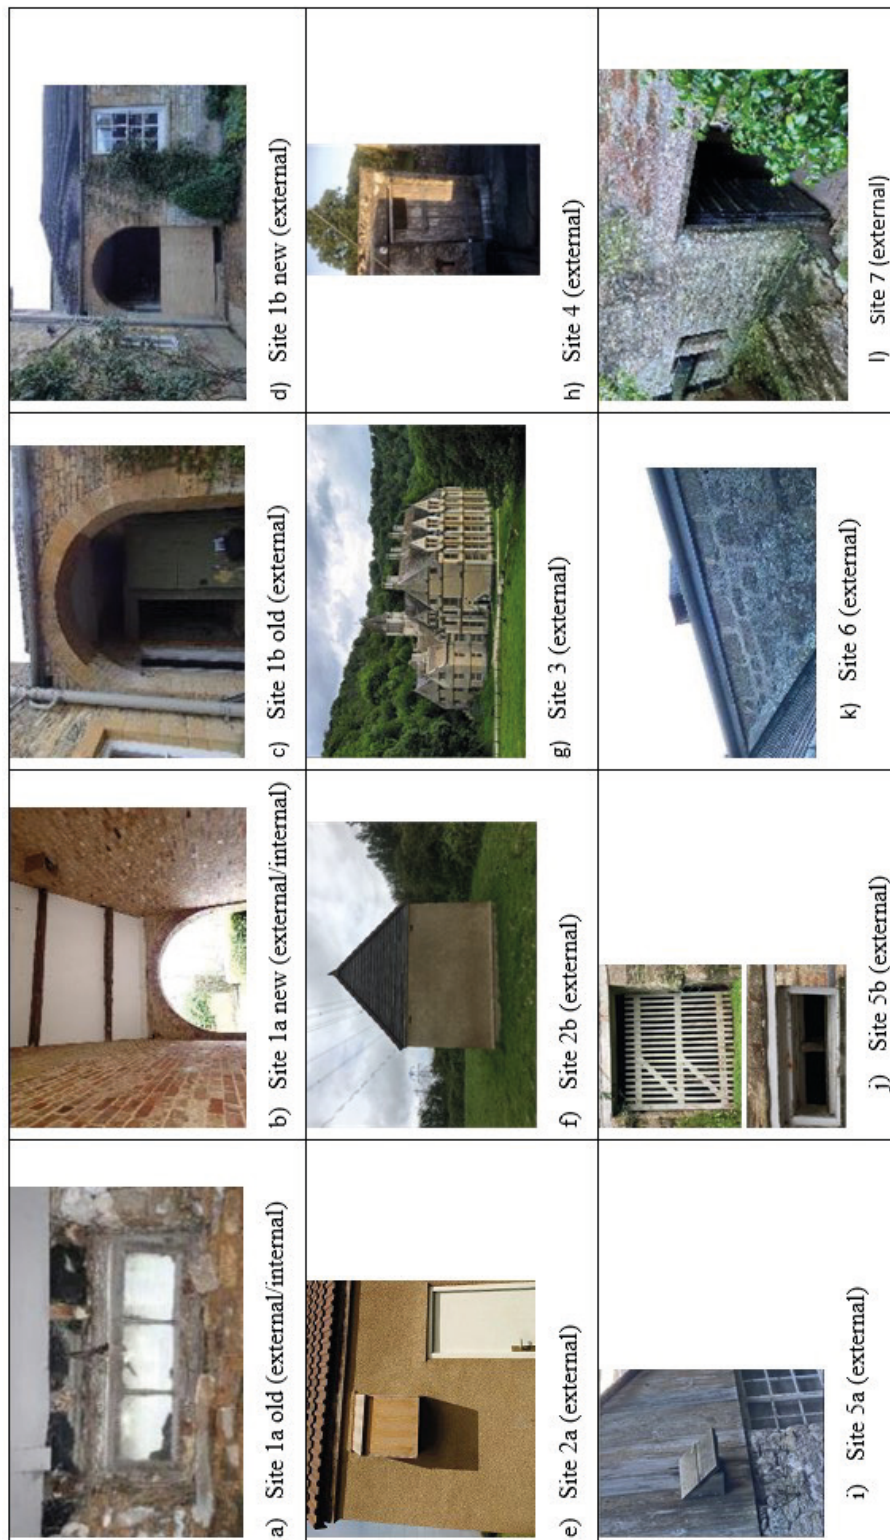 a) Site 1a old (external/internal)
b) Site 1a new (external/internal)
c) Site 1b old (external)
d) Site 1b new (external)
e) Site 2a (external)
f) Site 2b (external)
g) Site 3 (external)
h) Site 4 (external)
i) Site 5a (external)
j) Site 5b (external)
k) Site 6 (external)
l) Site 7 (external)